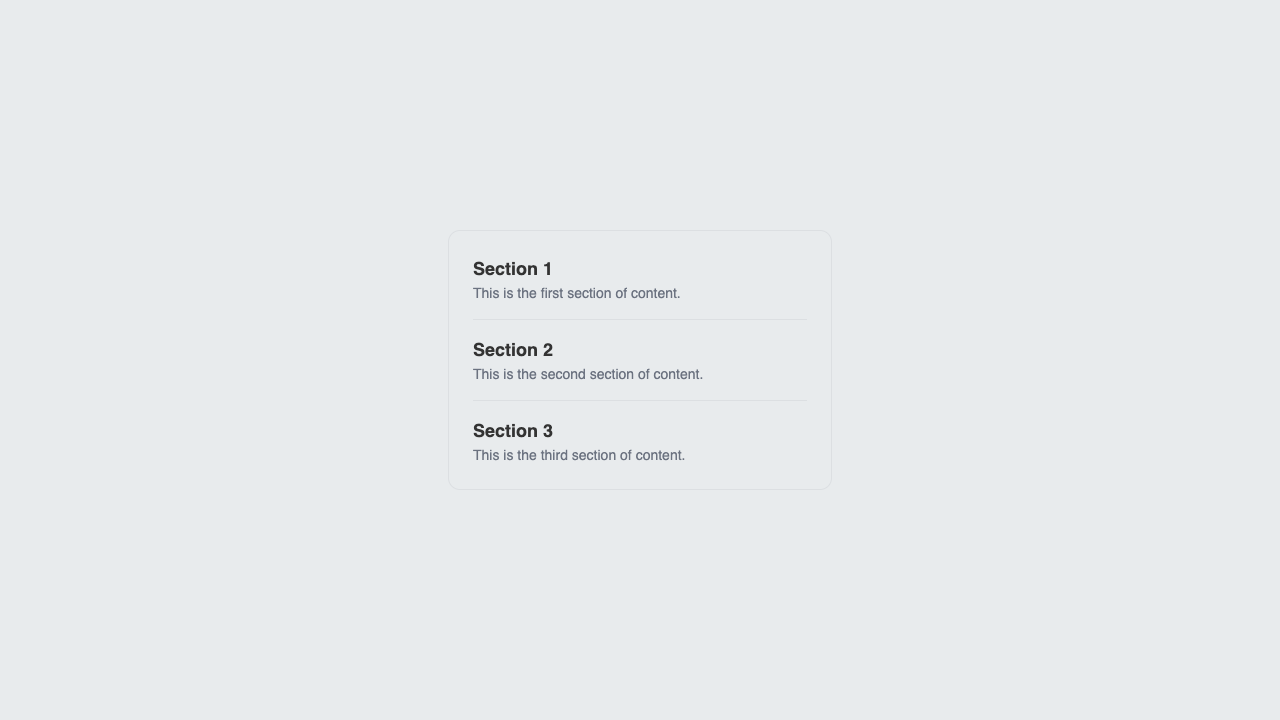 Section 1
This is the first section of content.
Section 2
This is the second section of content.
Section 3
This is the third section of content.